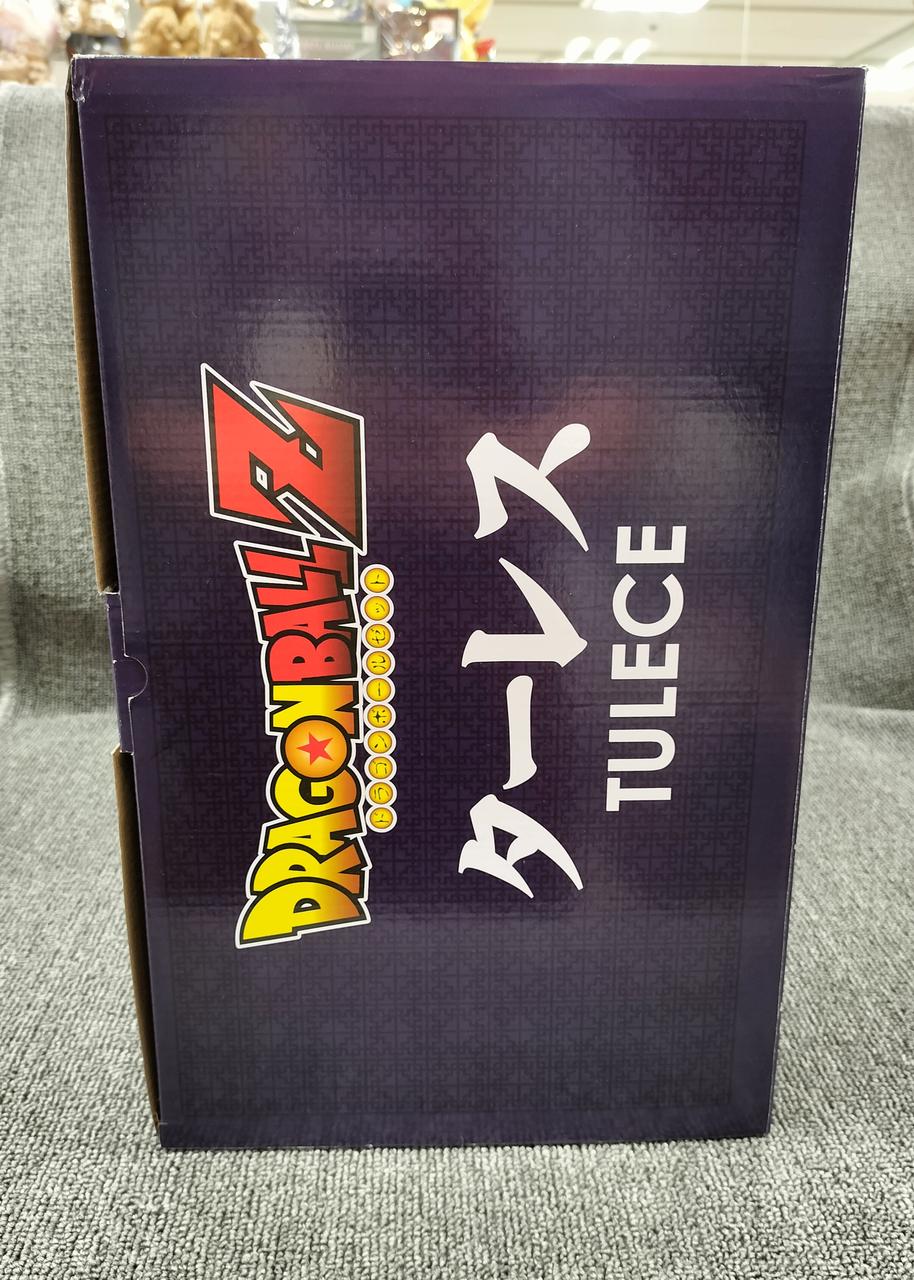 DRAGONBALL Z
ターレス
TULECE